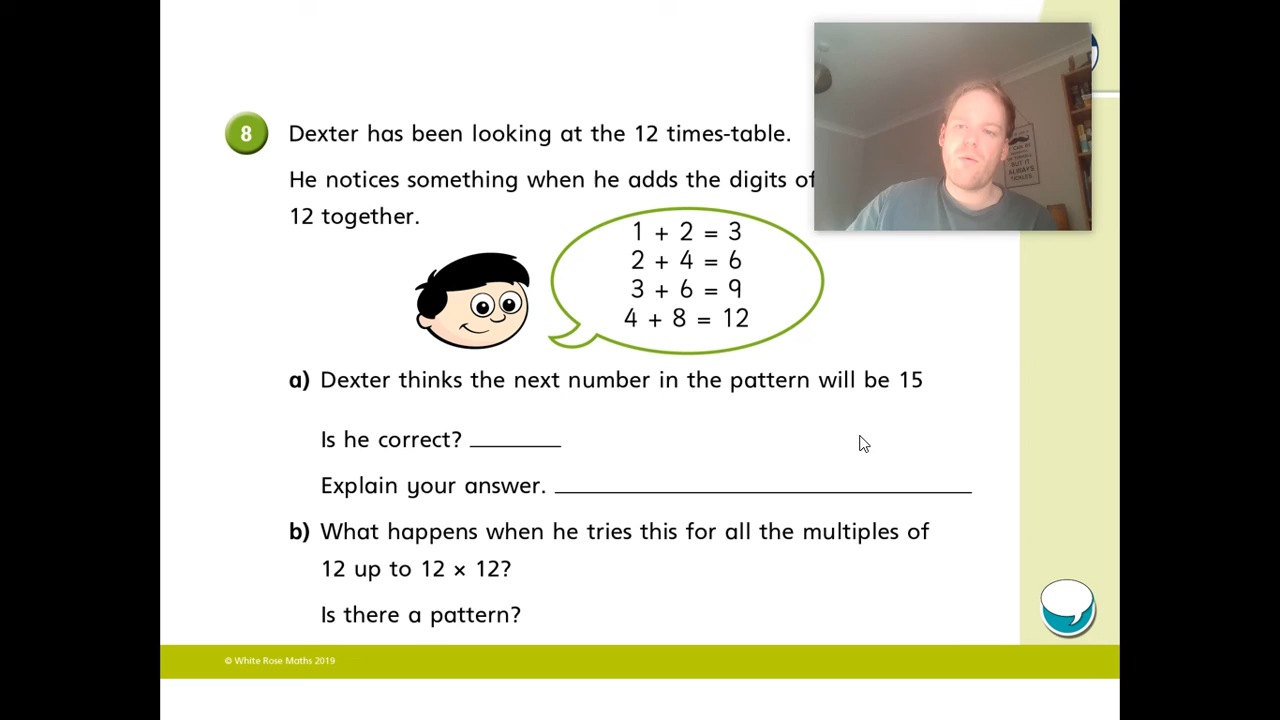 8 Dexter has been looking at the 12 times-table.
He notices something when he adds the digits of
12 together.
1 + 2 = 3
2 + 4 = 6
3 + 6 = 9
4 + 8 = 12
a) Dexter thinks the next number in the pattern will be 15
Is he correct? ________
Explain your answer. ________
b) What happens when he tries this for all the multiples of
12 up to 12 × 12?
Is there a pattern?
ALWAYS
© White Rose Maths 2019